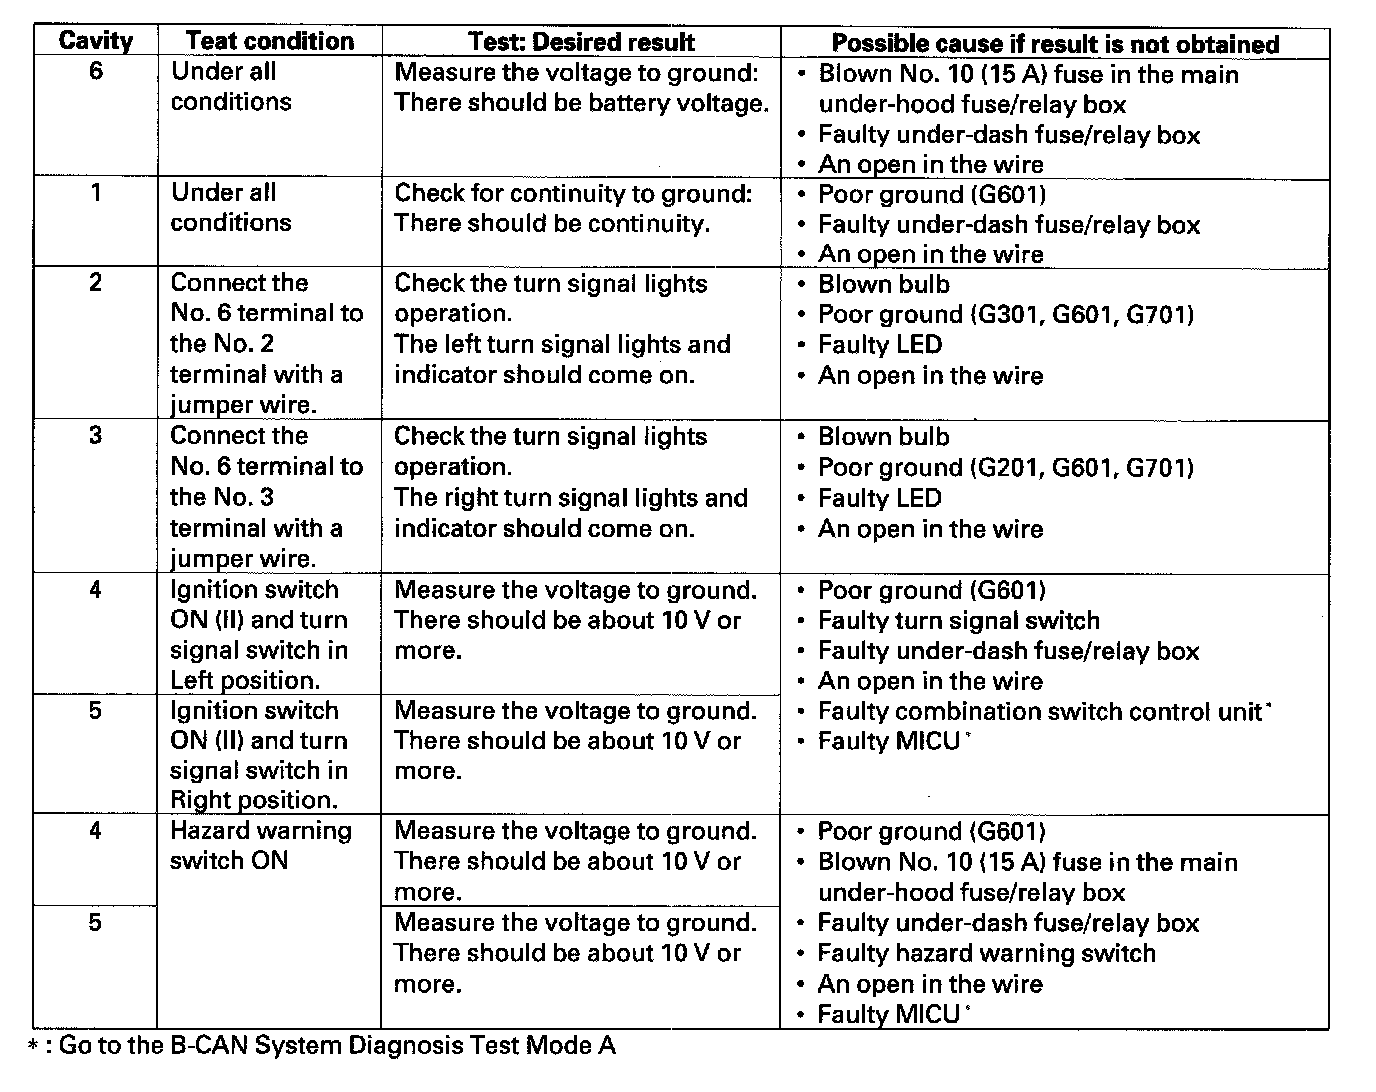 Cavity Teat condition Test: Desired result Possible cause if result is not obtained
6 Under all conditions Measure the voltage to ground: There should be battery voltage. • Blown No. 10 (15 A) fuse in the main under-hood fuse/relay box
• Faulty under-dash fuse/relay box
• An open in the wire
1 Under all conditions Check for continuity to ground: There should be continuity. • Poor ground (G601)
• Faulty under-dash fuse/relay box
• An open in the wire
2 Connect the No. 6 terminal to the No. 2 terminal with a jumper wire. Check the turn signal lights operation. The left turn signal lights and indicator should come on. • Blown bulb
• Poor ground (G301, G601, G701)
• Faulty LED
• An open in the wire
3 Connect the No. 6 terminal to the No. 3 terminal with a jumper wire. Check the turn signal lights operation. The right turn signal lights and indicator should come on. • Blown bulb
• Poor ground (G201, G601, G701)
• Faulty LED
• An open in the wire
4 Ignition switch ON (II) and turn signal switch in Left position. Measure the voltage to ground. There should be about 10 V or more. • Poor ground (G601)
• Faulty turn signal switch
• Faulty under-dash fuse/relay box
• An open in the wire
5 Ignition switch ON (II) and turn signal switch in Right position. Measure the voltage to ground. There should be about 10 V or more. • Faulty combination switch control unit*
• Faulty MICU*
4 Hazard warning switch ON Measure the voltage to ground. There should be about 10 V or more. • Poor ground (G601)
• Blown No. 10 (15 A) fuse in the main under-hood fuse/relay box
5 Measure the voltage to ground. There should be about 10 V or more. • Faulty under-dash fuse/relay box
• Faulty hazard warning switch
• An open in the wire
• Faulty MICU*
* : Go to the B-CAN System Diagnosis Test Mode A